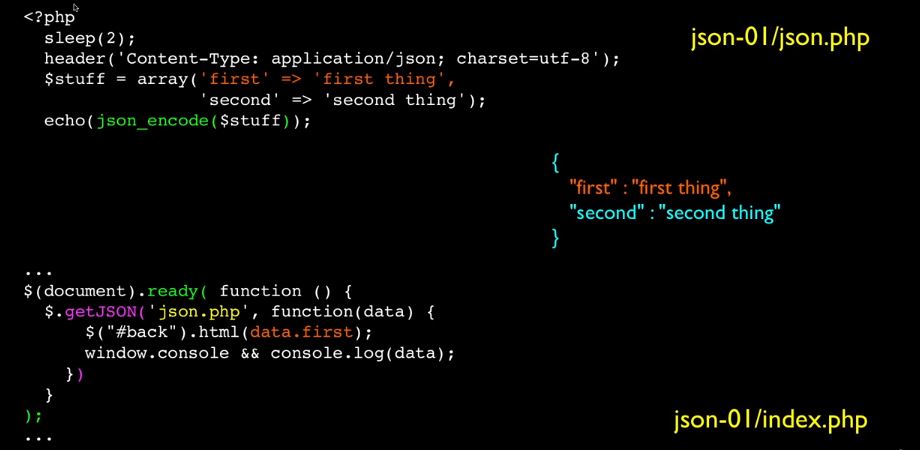 <?php
json-01/json.php
sleep(2);
header('Content-Type: application/json; charset=utf-8');
$stuff = array('first' => 'first thing',
'second' => 'second thing');
echo(json_encode($stuff));
{
"first" : "first thing",
"second" : "second thing"
}
...
$(document).ready( function () {
$.getJSON('json.php', function(data) {
$("#back").html(data.first);
window.console && console.log(data);
})
}
);
json-01/index.php
...